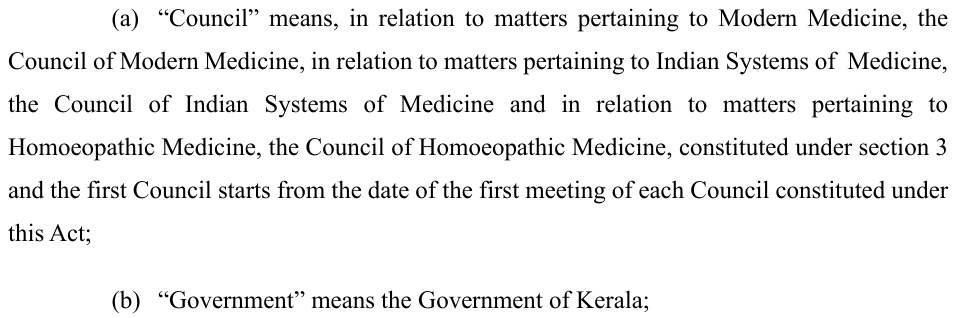 (a) “Council” means, in relation to matters pertaining to Modern Medicine, the
Council of Modern Medicine, in relation to matters pertaining to Indian Systems of Medicine,
the Council of Indian Systems of Medicine and in relation to matters pertaining to
Homoeopathic Medicine, the Council of Homoeopathic Medicine, constituted under section 3
and the first Council starts from the date of the first meeting of each Council constituted under
this Act;
(b) “Government” means the Government of Kerala;